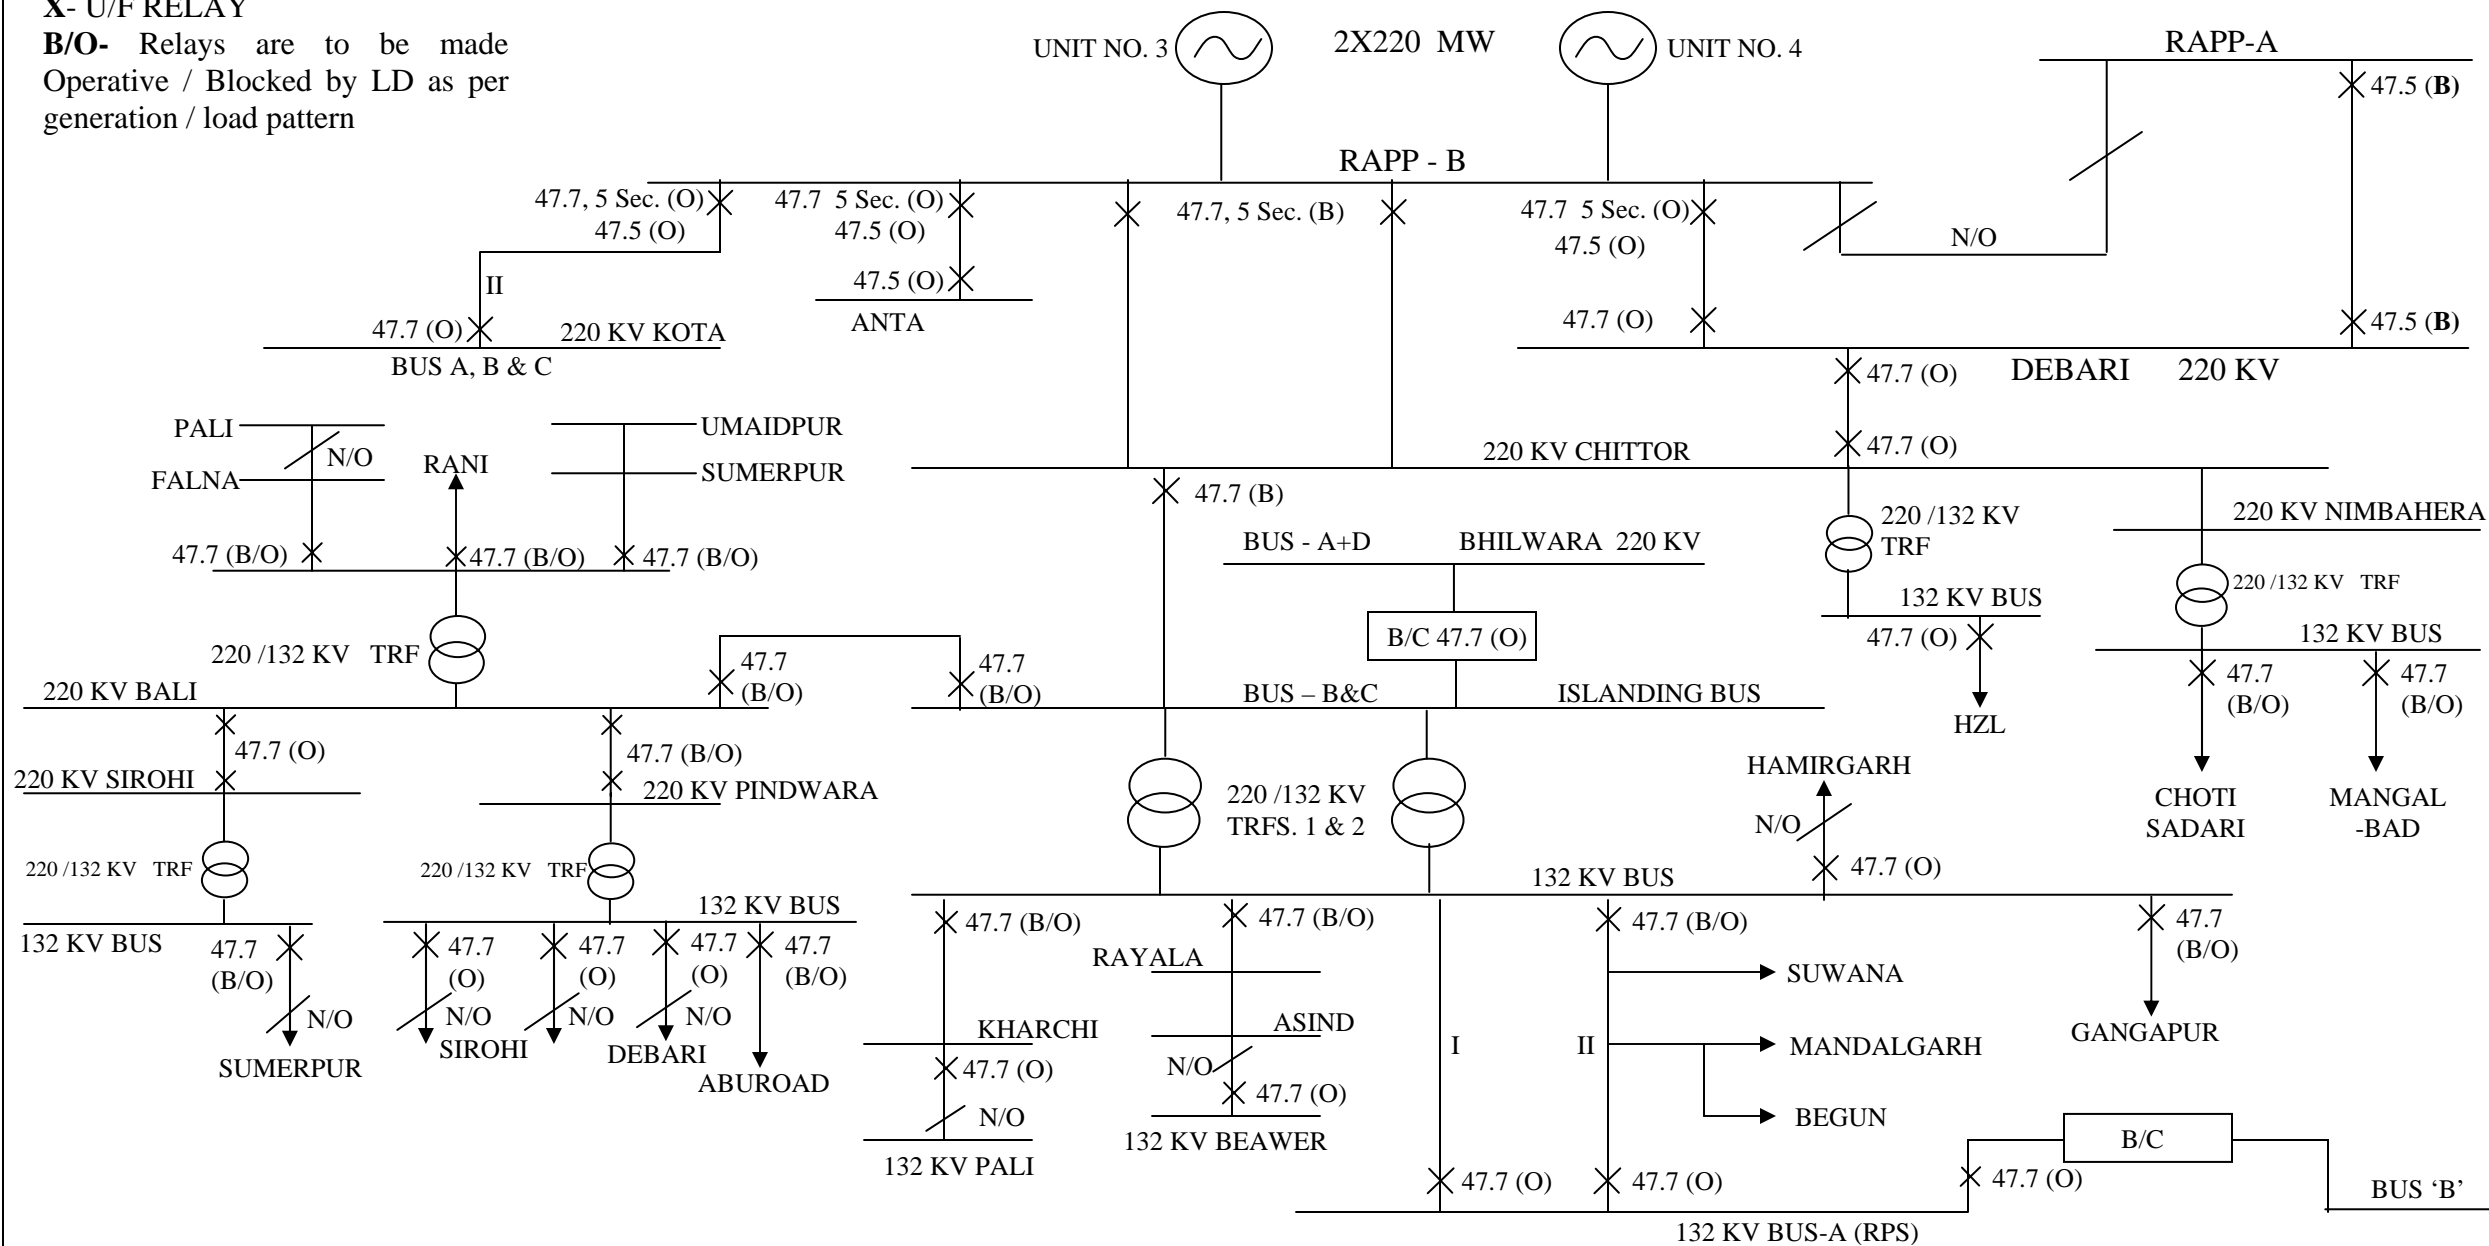 X- U/F RELAY
B/O- Relays are to be made
Operative / Blocked by LD as per
generation / load pattern
UNIT NO. 3
2X220 MW
UNIT NO. 4
RAPP-A
47.5 (B)
RAPP - B
47.7, 5 Sec. (O)
47.5 (O)
47.7 5 Sec. (O)
47.5 (O)
47.7, 5 Sec. (B)
47.7 5 Sec. (O)
47.5 (O)
N/O
II
47.5 (O)
ANTA
47.7 (O)
220 KV KOTA
BUS A, B & C
47.7 (O)
47.5 (B)
DEBARI 220 KV
47.7 (O)
47.7 (O)
220 KV CHITTOR
PALI
N/O
FALNA
RANI
UMAIDPUR
SUMERPUR
47.7 (B/O)
47.7 (B/O)
47.7 (B/O)
47.7 (B)
BUS - A+D
BHILWARA 220 KV
220 /132 KV
TRF
220 KV NIMBAHERA
220 /132 KV TRF
132 KV BUS
47.7 (O)
HZL
132 KV BUS
47.7
(B/O)
47.7
(B/O)
CHOTI
SADARI
MANGAL
-BAD
B/C 47.7 (O)
220 /132 KV TRF
220 KV BALI
47.7
(B/O)
47.7
(B/O)
BUS – B&C
ISLANDING BUS
47.7 (O)
220 KV SIROHI
47.7 (B/O)
220 KV PINDWARA
220 /132 KV
TRFS. 1 & 2
HAMIRGARH
N/O
47.7 (O)
220 /132 KV TRF
220 /132 KV TRF
132 KV BUS
132 KV BUS
47.7
(B/O)
N/O
SUMERPUR
132 KV BUS
47.7
(O)
N/O
SIROHI
47.7
(O)
N/O
47.7
(O)
N/O
DEBARI
47.7
(B/O)
ABUROAD
47.7 (B/O)
KHARCHI
47.7 (O)
N/O
132 KV PALI
47.7 (B/O)
RAYALA
ASIND
N/O
47.7 (O)
132 KV BEAWER
I
II
47.7 (B/O)
SUWANA
MANDALGARH
BEGUN
47.7
(B/O)
GANGAPUR
47.7 (O)
47.7 (O)
47.7 (O)
B/C
BUS ‘B’
132 KV BUS-A (RPS)